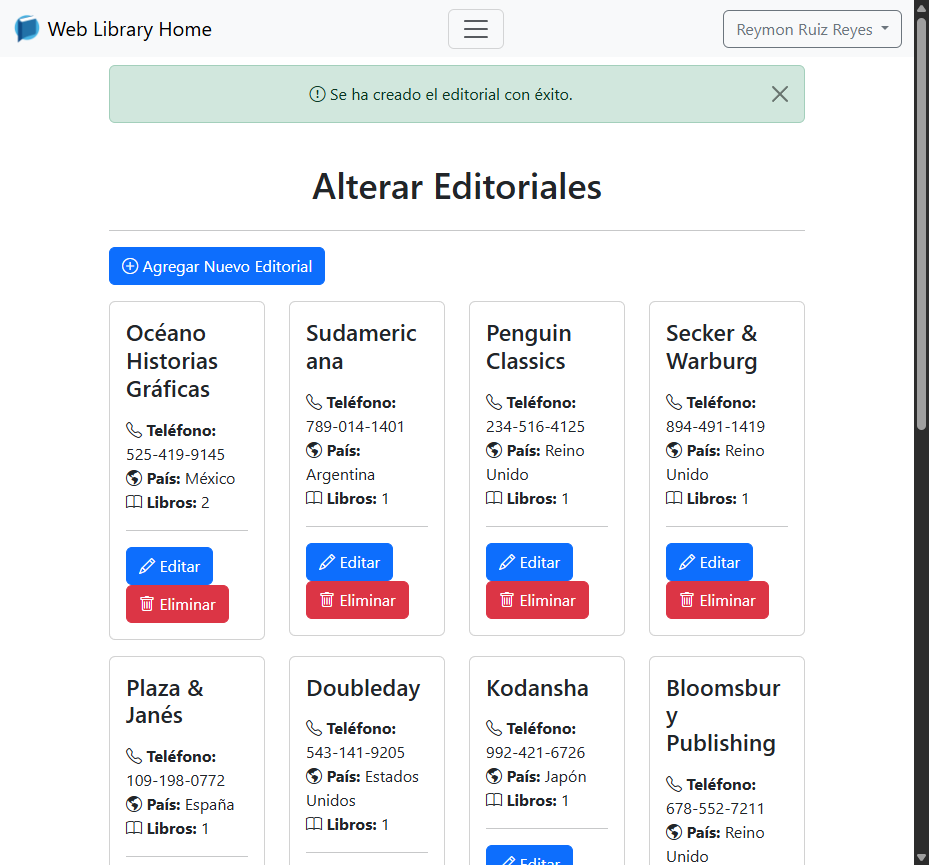 Web Library Home
Reymon Ruiz Reyes
Se ha creado el editorial con éxito.
Alterar Editoriales
Agregar Nuevo Editorial
Océano
Historias
Gráficas
Teléfono:
525-419-9145
País: México
Libros: 2
Editar
Eliminar
Sudameric
ana
Teléfono:
789-014-1401
País:
Argentina
Libros: 1
Editar
Eliminar
Penguin
Classics
Teléfono:
234-516-4125
País: Reino
Unido
Libros: 1
Editar
Eliminar
Secker &
Warburg
Teléfono:
894-491-1419
País: Reino
Unido
Libros: 1
Editar
Eliminar
Plaza &
Janés
Teléfono:
109-198-0772
País: España
Libros: 1
Doubleday
Teléfono:
543-141-9205
País: Estados
Unidos
Libros: 1
Kodansha
Teléfono:
992-421-6726
País: Japón
Libros: 1
Editar
Bloomsbur
y
Publishing
Teléfono:
678-552-7211
País: Reino
Unido